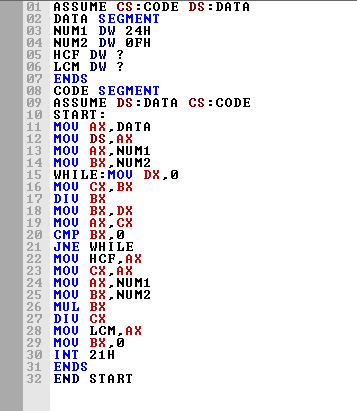 01 ASSUME CS:CODE DS:DATA
02 DATA SEGMENT
03 NUM1 DW 24H
04 NUM2 DW 0FH
05 HCF DW ?
06 LCM DW ?
07 ENDS
08 CODE SEGMENT
09 ASSUME DS:DATA CS:CODE
10 START:
11 MOV AX,DATA
12 MOV DS,AX
13 MOV AX,NUM1
14 MOV BX,NUM2
15 WHILE:MOV DX,0
16 MOV CX,BX
17 DIV BX
18 MOV BX,DX
19 MOV AX,CX
20 CMP BX,0
21 JNE WHILE
22 MOV HCF,AX
23 MOV CX,AX
24 MOV AX,NUM1
25 MOV BX,NUM2
26 MUL BX
27 DIV CX
28 MOV LCM,AX
29 MOV BX,0
30 INT 21H
31 ENDS
32 END START